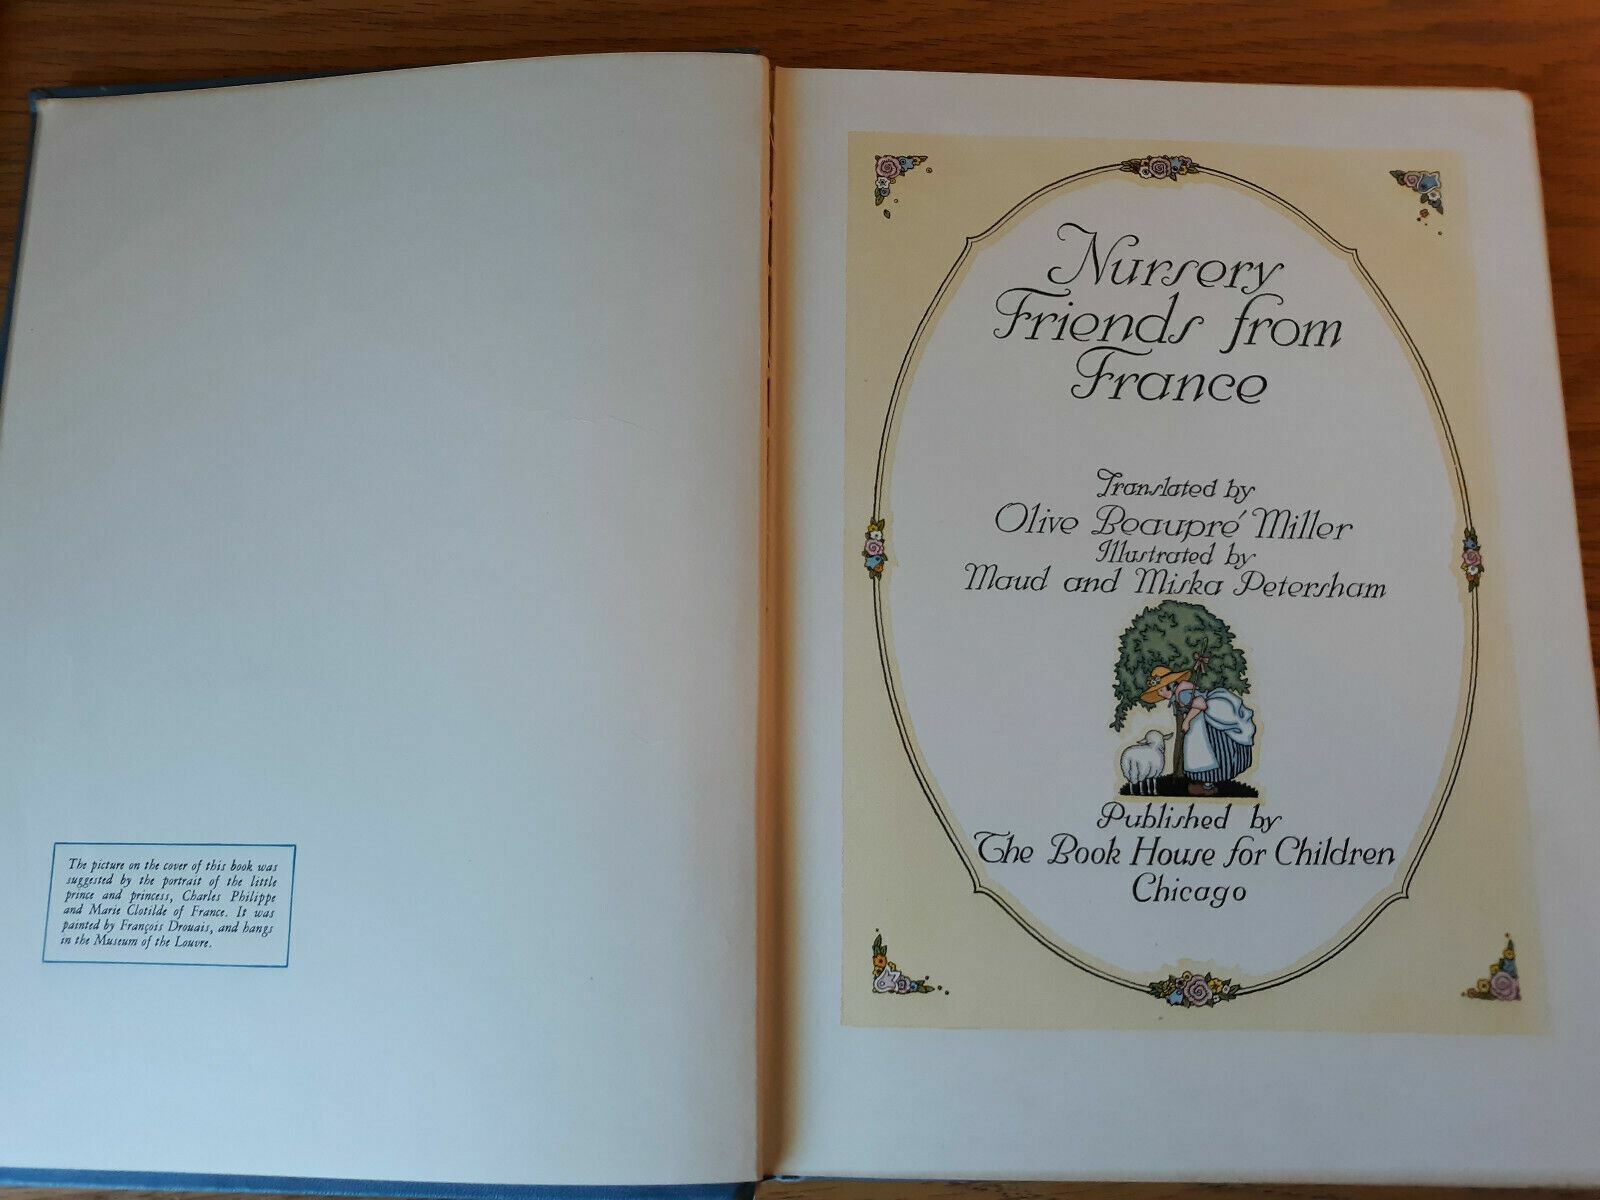 The picture on the cover of this book was
suggested by the portrait of the little
prince and princess, Charles Philippe
and Marie Clotilde of France. It was
painted by François Drouais, and hangs
in the Museum of the Louvre.
Nursery
Friends from
France
Translated by
Olive Beaupré Miller
Illustrated by
Maud and Miska Petersham
Published by
The Book House for Children
Chicago